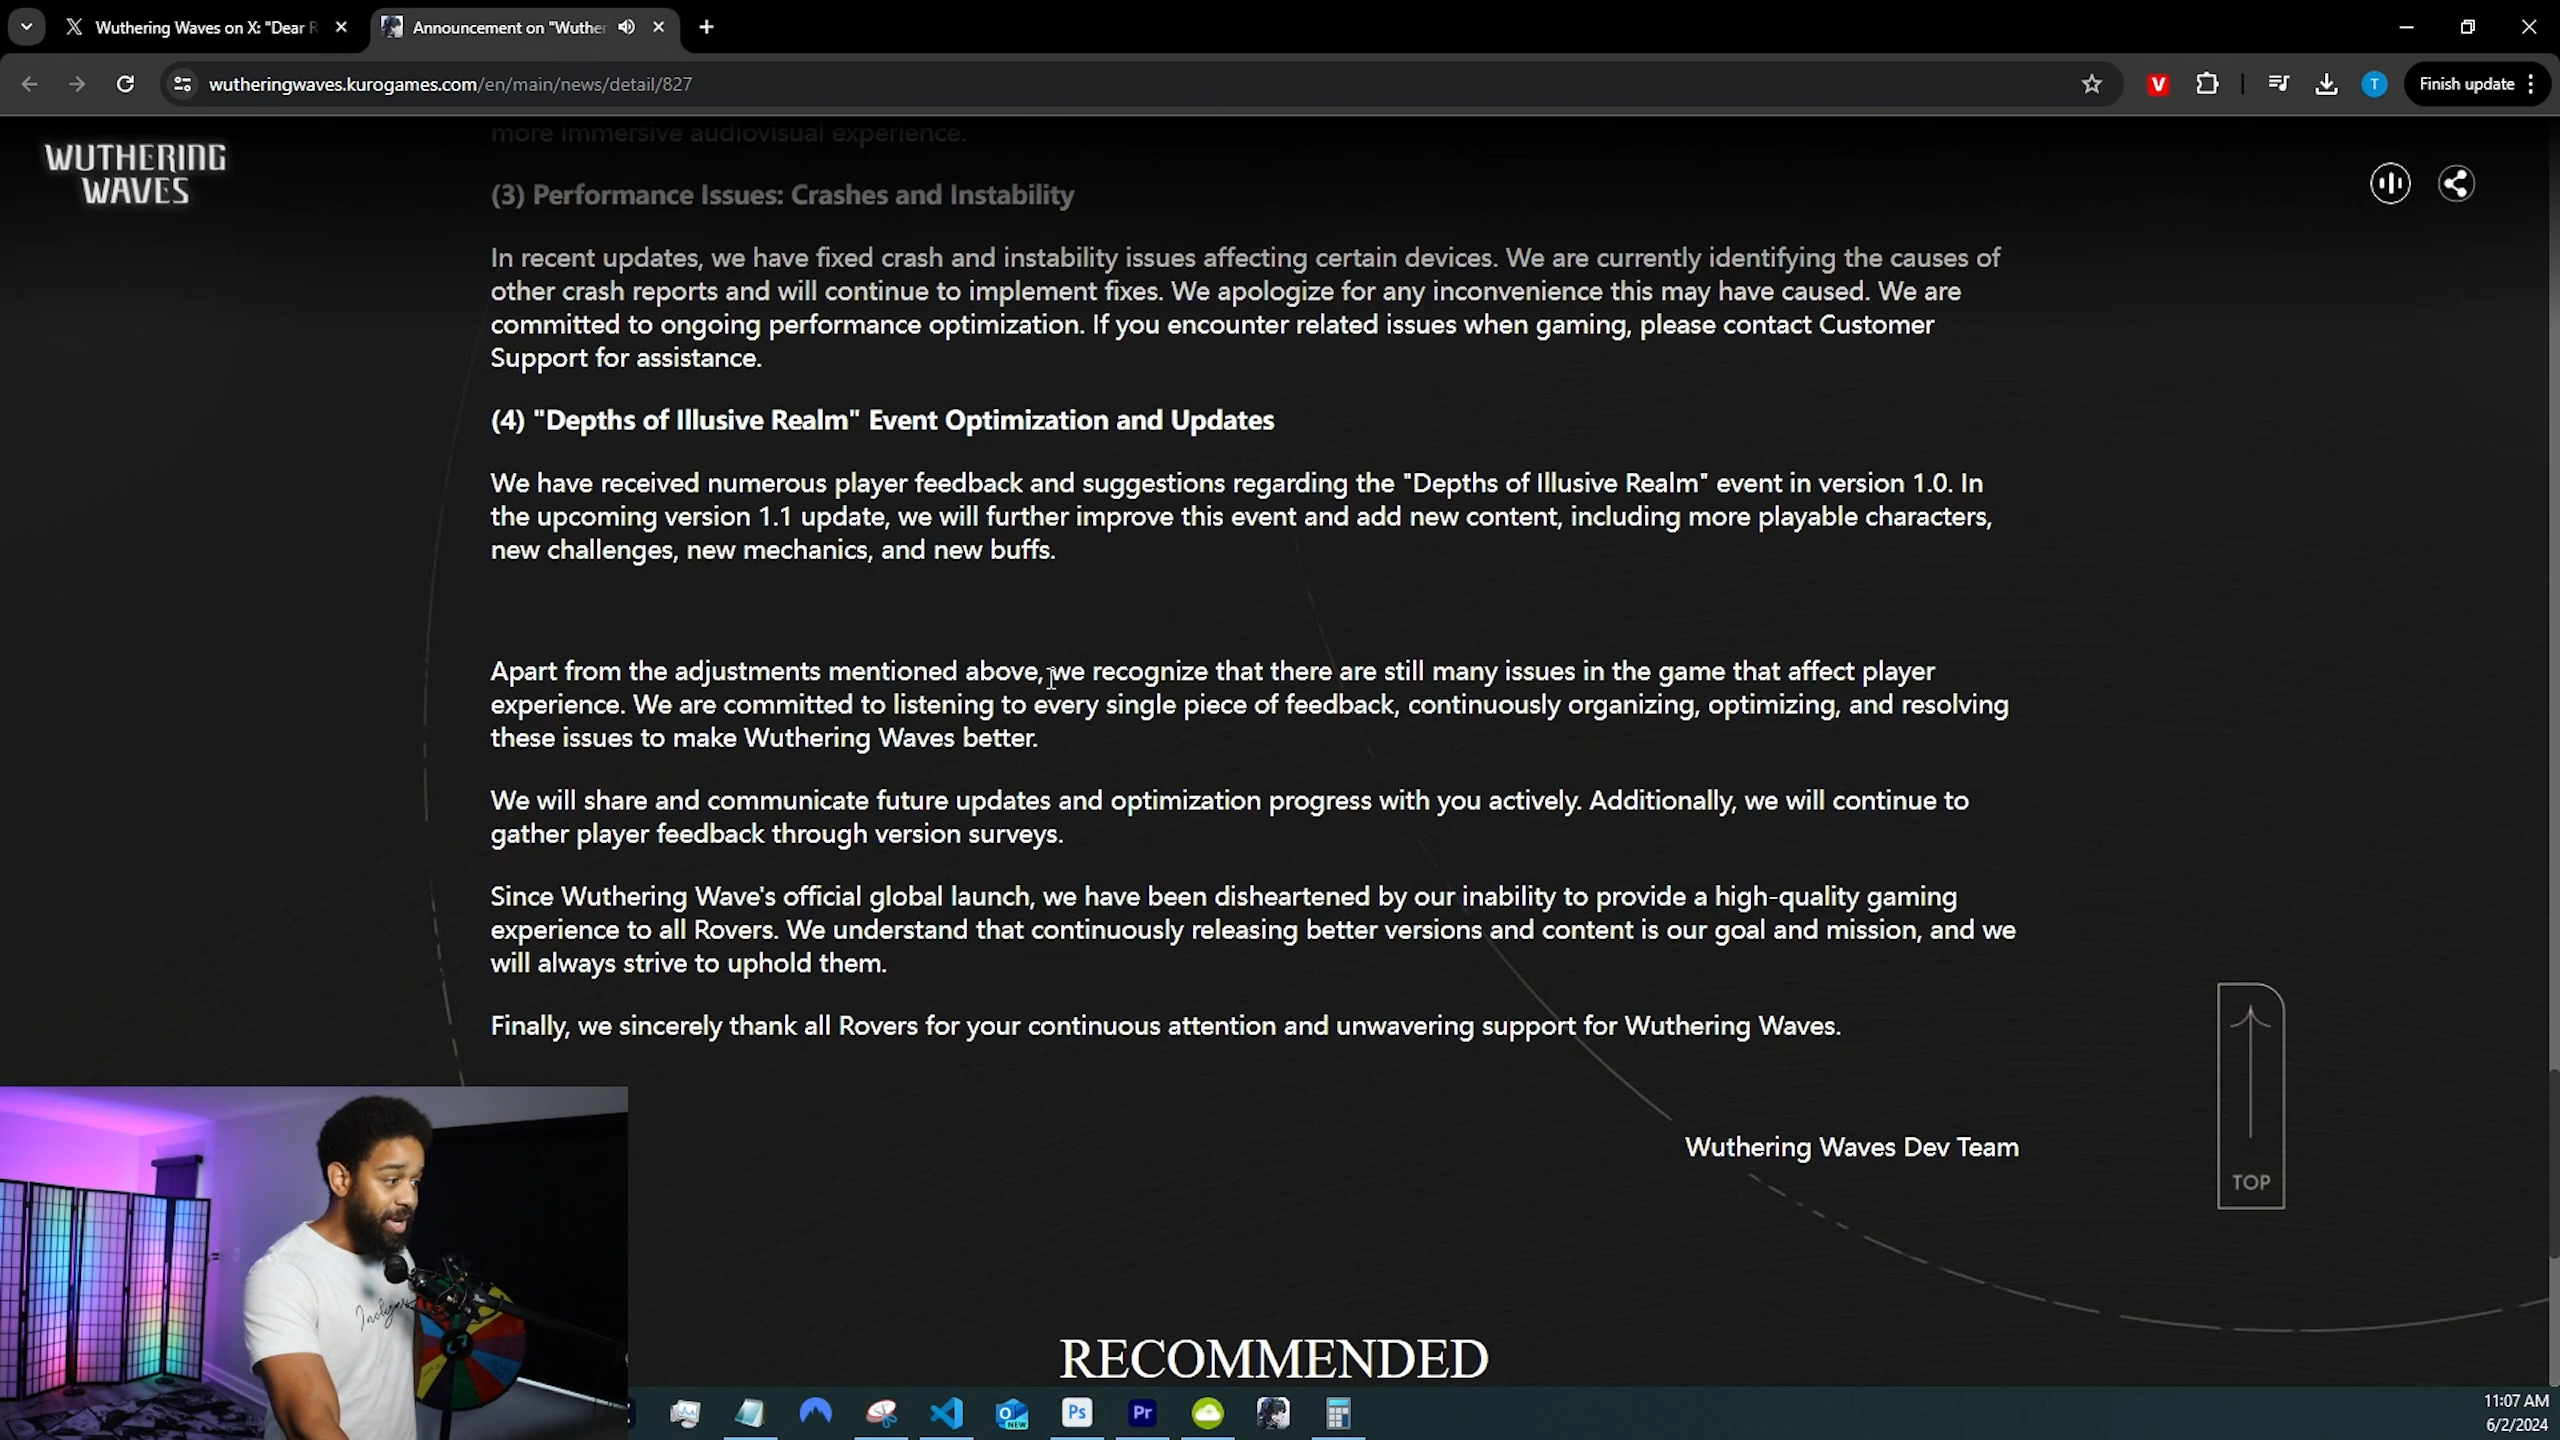 Wuthering Waves on X: "Dear R
Announcement on "Wuther
wutheringwaves.kurogames.com/en/main/news/detail/827
V
T
Finish update
WUTHERING
WAVES
more immersive audiovisual experience.
(3) Performance Issues: Crashes and Instability
In recent updates, we have fixed crash and instability issues affecting certain devices. We are currently identifying the causes of
other crash reports and will continue to implement fixes. We apologize for any inconvenience this may have caused. We are
committed to ongoing performance optimization. If you encounter related issues when gaming, please contact Customer
Support for assistance.
(4) "Depths of Illusive Realm" Event Optimization and Updates
We have received numerous player feedback and suggestions regarding the "Depths of Illusive Realm" event in version 1.0. In
the upcoming version 1.1 update, we will further improve this event and add new content, including more playable characters,
new challenges, new mechanics, and new buffs.
Apart from the adjustments mentioned above, we recognize that there are still many issues in the game that affect player
experience. We are committed to listening to every single piece of feedback, continuously organizing, optimizing, and resolving
these issues to make Wuthering Waves better.
We will share and communicate future updates and optimization progress with you actively. Additionally, we will continue to
gather player feedback through version surveys.
Since Wuthering Wave's official global launch, we have been disheartened by our inability to provide a high-quality gaming
experience to all Rovers. We understand that continuously releasing better versions and content is our goal and mission, and we
will always strive to uphold them.
Finally, we sincerely thank all Rovers for your continuous attention and unwavering support for Wuthering Waves.
Wuthering Waves Dev Team
TOP
RECOMMENDED
NEW
Ps
Pr
11:07 AM
6/2/2024